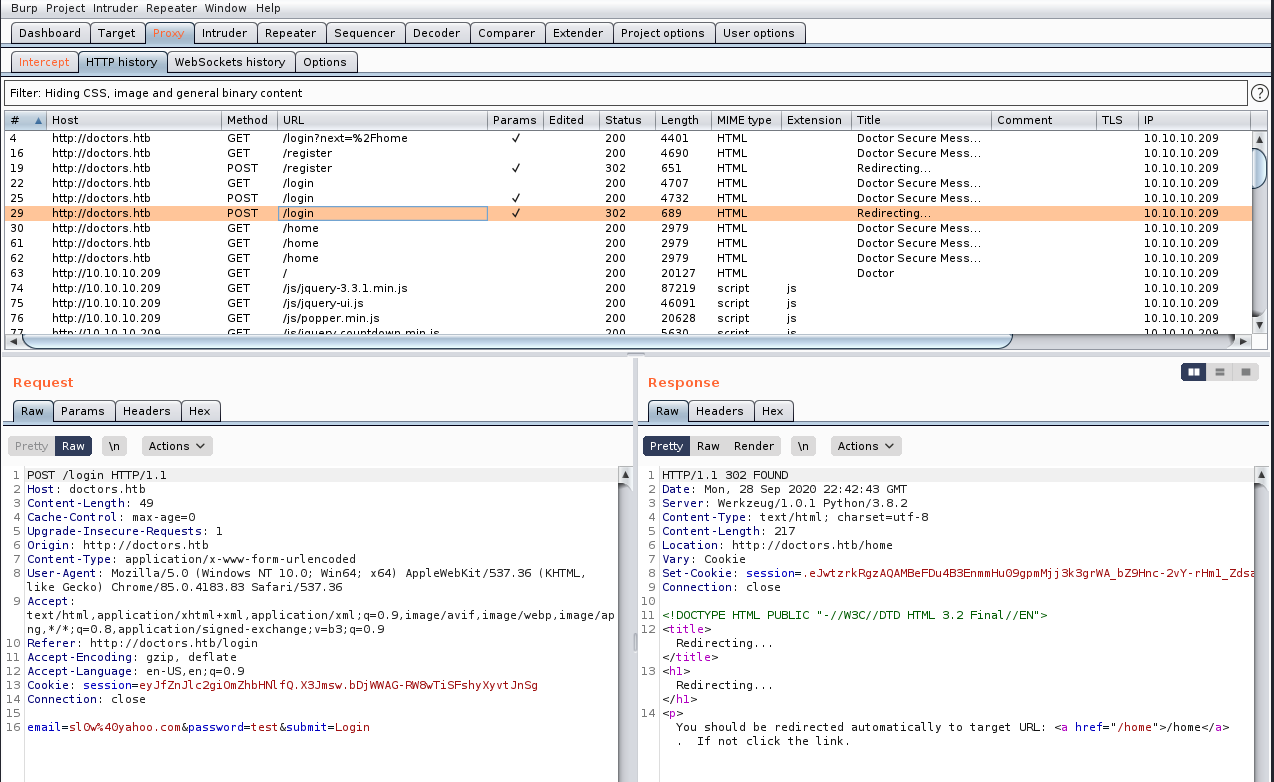 Burp Project Intruder Repeater Window Help
Dashboard Target Proxy Intruder Repeater Sequencer Decoder Comparer Extender Project options User options
Intercept HTTP history WebSockets history Options
Filter: Hiding CSS, image and general binary content ?
# Host Method URL Params Edited Status Length MIME type Extension Title Comment TLS IP
4 http://doctors.htb GET /login?next=%2Fhome ✓ 200 4401 HTML Doctor Secure Mess... 10.10.10.209
16 http://doctors.htb GET /register 200 4690 HTML Doctor Secure Mess... 10.10.10.209
19 http://doctors.htb POST /register ✓ 302 651 HTML Redirecting... 10.10.10.209
22 http://doctors.htb GET /login 200 4707 HTML Doctor Secure Mess... 10.10.10.209
25 http://doctors.htb POST /login ✓ 200 4732 HTML Doctor Secure Mess... 10.10.10.209
29 http://doctors.htb POST /login ✓ 302 689 HTML Redirecting... 10.10.10.209
30 http://doctors.htb GET /home 200 2979 HTML Doctor Secure Mess... 10.10.10.209
61 http://doctors.htb GET /home 200 2979 HTML Doctor Secure Mess... 10.10.10.209
62 http://doctors.htb GET /home 200 2979 HTML Doctor Secure Mess... 10.10.10.209
63 http://10.10.10.209 GET / 200 20127 HTML Doctor 10.10.10.209
74 http://10.10.10.209 GET /js/jquery-3.3.1.min.js 200 87219 script js 10.10.10.209
75 http://10.10.10.209 GET /js/jquery-ui.js 200 46091 script js 10.10.10.209
76 http://10.10.10.209 GET /js/popper.min.js 200 20628 script js 10.10.10.209
77 http://10.10.10.209 GET /js/jquery.countdown.min.js 200 5630 script js 10.10.10.209
Request
Raw Params Headers Hex
Pretty Raw \n Actions
1 POST /login HTTP/1.1
2 Host: doctors.htb
3 Content-Length: 49
4 Cache-Control: max-age=0
5 Upgrade-Insecure-Requests: 1
6 Origin: http://doctors.htb
7 Content-Type: application/x-www-form-urlencoded
8 User-Agent: Mozilla/5.0 (Windows NT 10.0; Win64; x64) AppleWebKit/537.36 (KHTML,
like Gecko) Chrome/85.0.4183.83 Safari/537.36
9 Accept:
text/html,application/xhtml+xml,application/xml;q=0.9,image/avif,image/webp,image/ap
ng,*/*;q=0.8,application/signed-exchange;v=b3;q=0.9
10 Referer: http://doctors.htb/login
11 Accept-Encoding: gzip, deflate
12 Accept-Language: en-US,en;q=0.9
13 Cookie: session=eyJfZnJlc2giOmZhbHNlfQ.X3Jmsw.bDjWWAG-RW8wTiSFshyXyvtJnSg
14 Connection: close
15
16 email=sl0w%40yahoo.com&password=test&submit=Login
Response
Raw Headers Hex
Pretty Raw Render \n Actions
1 HTTP/1.1 302 FOUND
2 Date: Mon, 28 Sep 2020 22:42:43 GMT
3 Server: Werkzeug/1.0.1 Python/3.8.2
4 Content-Type: text/html; charset=utf-8
5 Content-Length: 217
6 Location: http://doctors.htb/home
7 Vary: Cookie
8 Set-Cookie: session=.eJwtzrkRgzAQAMBeFDu4B3EnmmHu09gpmMjj3k3grWA_bZ9Hnc-2vY-rHm1_Zdsa
9 Connection: close
10
11 <!DOCTYPE HTML PUBLIC "-//W3C//DTD HTML 3.2 Final//EN">
12 <title>
Redirecting...
</title>
13 <h1>
Redirecting...
</h1>
14 <p>
You should be redirected automatically to target URL: <a href="/home">/home</a>
. If not click the link.